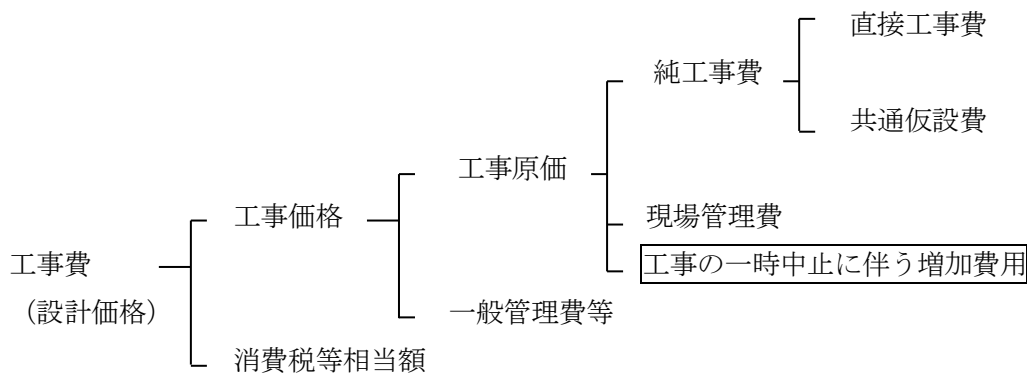 直接工事費
純工事費
共通仮設費
工事原価
工事価格
現場管理費
工事費
工事の一時中止に伴う増加費用
（設計価格）
一般管理費等
消費税等相当額